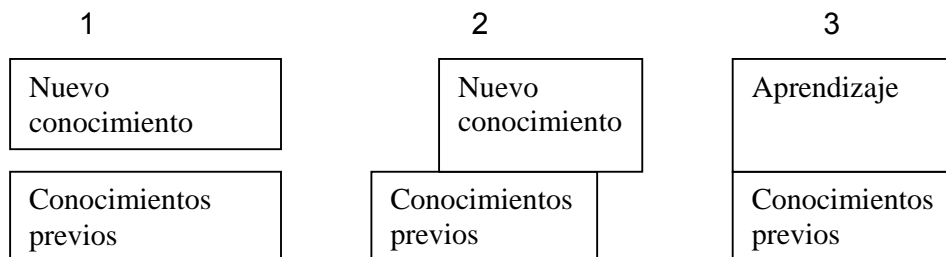 1 2 3
Nuevo
conocimiento
Conocimientos
previos
Nuevo
conocimiento
Conocimientos
previos
Aprendizaje
Conocimientos
previos